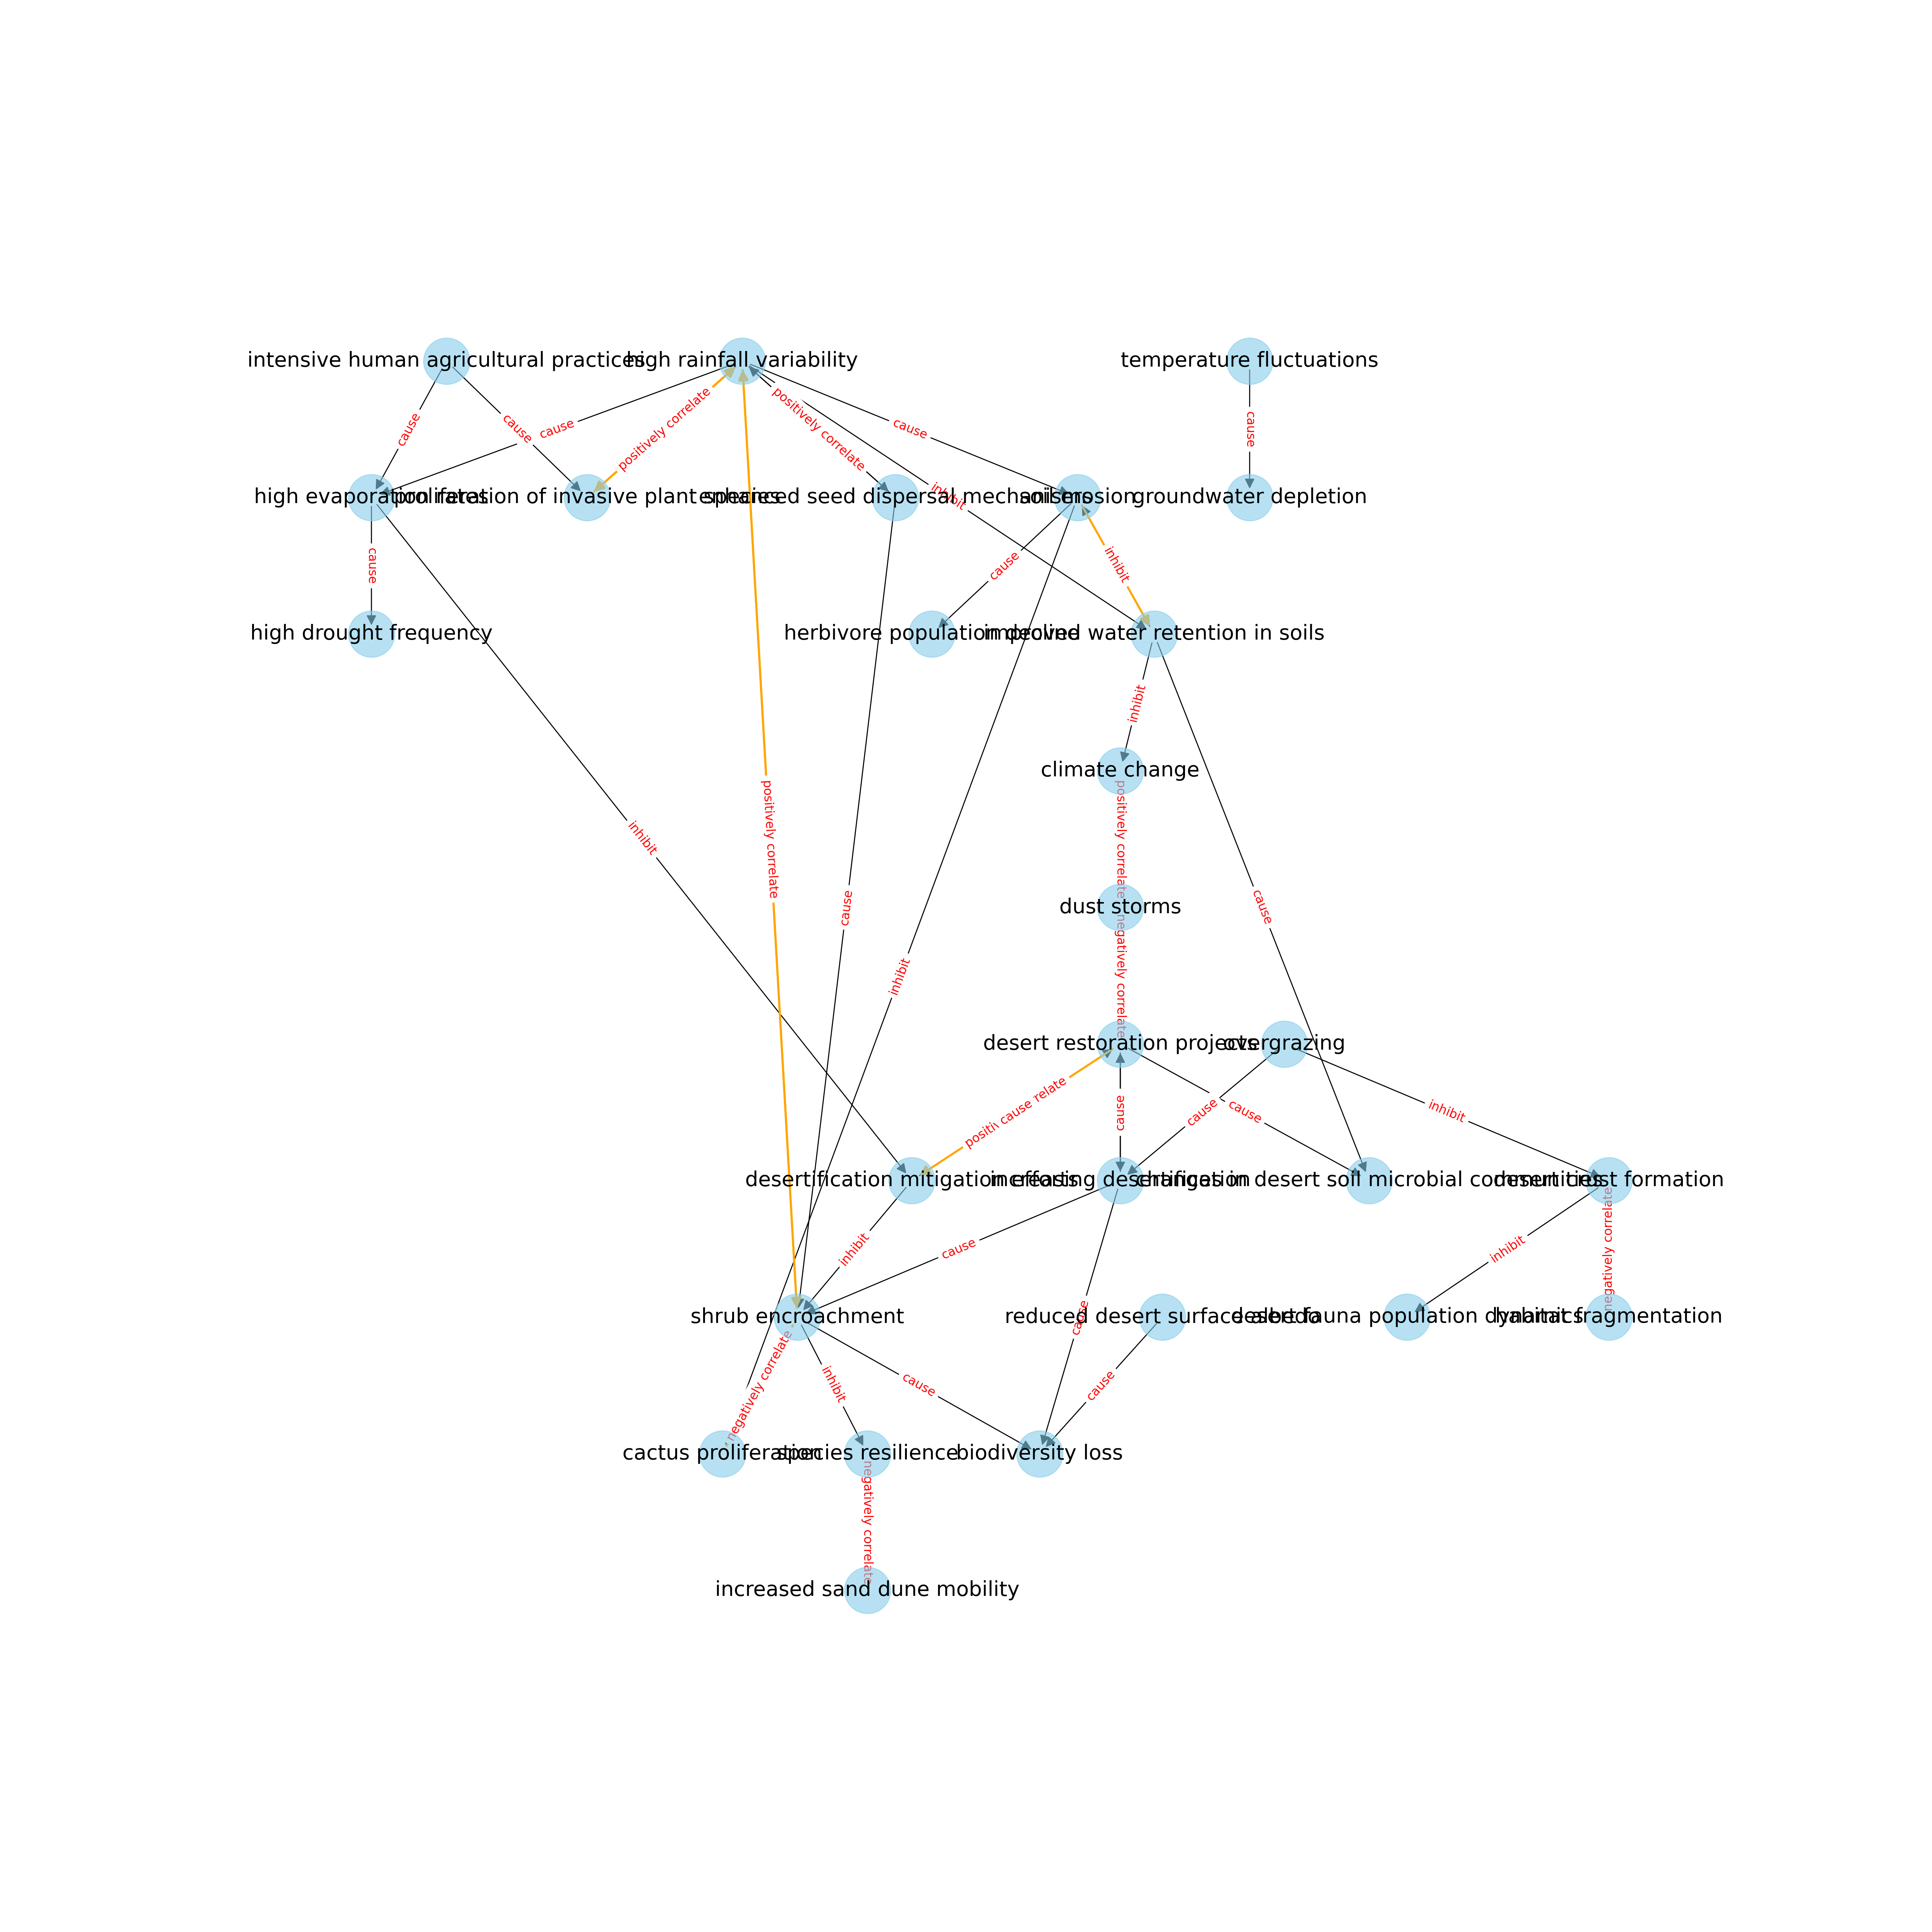 intensive human agricultural practices
high rainfall variability
temperature fluctuations
cause
cause
cause
positively correlate
positively correlate
cause
cause
high evaporation rates
proliferation of invasive plant species
enhanced seed dispersal mechanisms
soil erosion
groundwater depletion
inhibit
cause
cause
inhibit
high drought frequency
herbivore population decline
improved water retention in soils
inhibit
climate change
inhibit
positively correlate
positively correlate
cause
cause
dust storms
inhibit
negatively correlate
desert restoration projects
overgrazing
positi
cause
relate
cause
cause
cause
inhibit
desertification mitigation efforts
increasing desertification
changes in desert soil microbial communities
desert crust formation
inhibit
cause
inhibit
negatively correlate
shrub encroachment
reduced desert surface albedo
desert fauna population dynamics
habitat fragmentation
cause
negatively correlate
inhibit
cause
cause
cactus proliferation
species resilience
biodiversity loss
negatively correlate
increased sand dune mobility